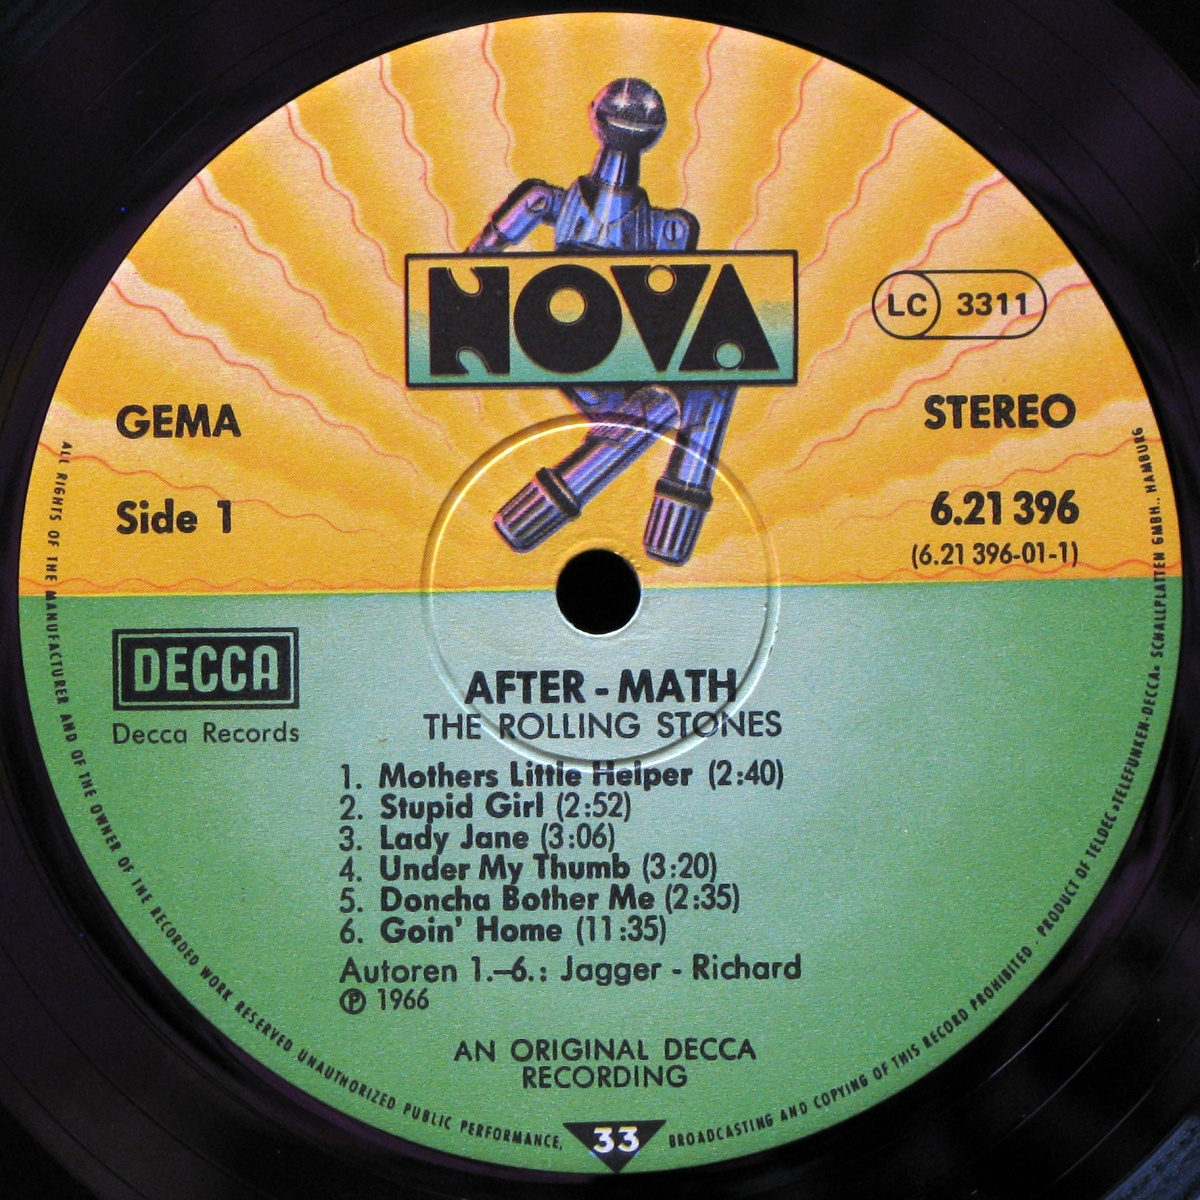 NOVA
LC 3311
GEMA
STEREO
Side 1
6.21 396
(6.21 396-01-1)
DECCA
Decca Records
AFTER - MATH
THE ROLLING STONES
1. Mothers Little Helper (2:40)
2. Stupid Girl (2:52)
3. Lady Jane (3:06)
4. Under My Thumb (3:20)
5. Doncha Bother Me (2:35)
6. Goin' Home (11:35)
Autoren 1.–6.: Jagger - Richard
℗ 1966
AN ORIGINAL DECCA
RECORDING
33
ALL RIGHTS OF THE MANUFACTURER AND OF THE OWNER OF THE RECORDED WORK RESERVED UNAUTHORIZED PUBLIC PERFORMANCE, BROADCASTING AND COPYING OF THIS RECORD PROHIBITED · PRODUCT OF TELDEC »TELEFUNKEN-DECCA« SCHALLPLATTEN GMBH., HAMBURG